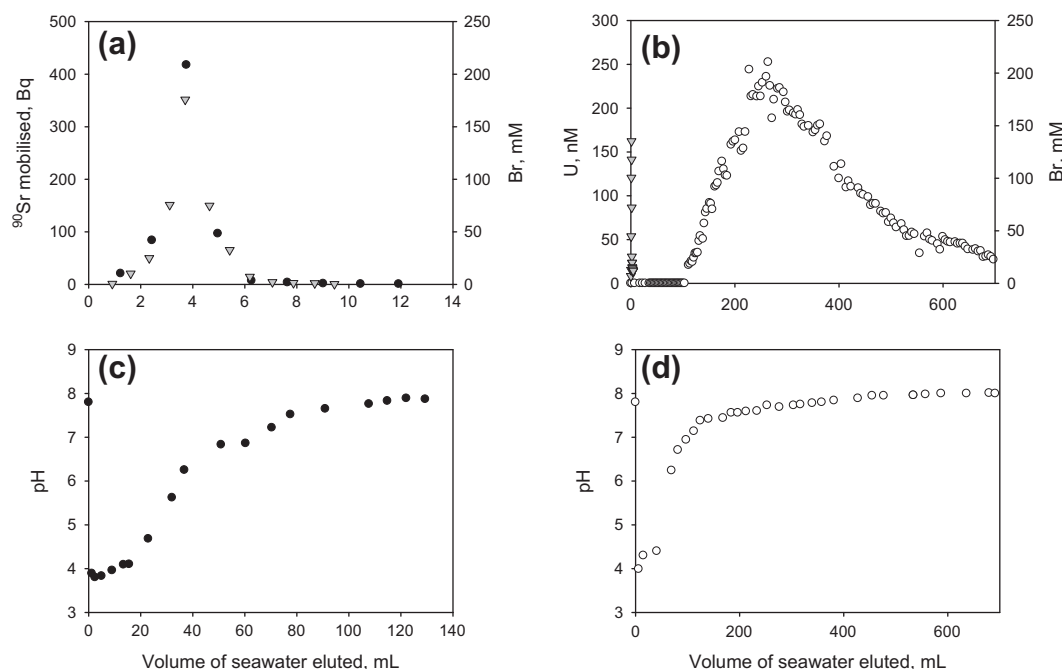 (a)
500
400
300
200
100
0
⁹⁰Sr mobilised, Bq
250
200
150
100
50
0
Br, mM
0 2 4 6 8 10 12 14
(b)
300
250
200
150
100
50
0
U, nM
250
200
150
100
50
0
Br, mM
0 200 400 600
(c)
9
8
7
6
5
4
3
pH
0 20 40 60 80 100 120 140
Volume of seawater eluted, mL
(d)
9
8
7
6
5
4
3
pH
0 200 400 600
Volume of seawater eluted, mL